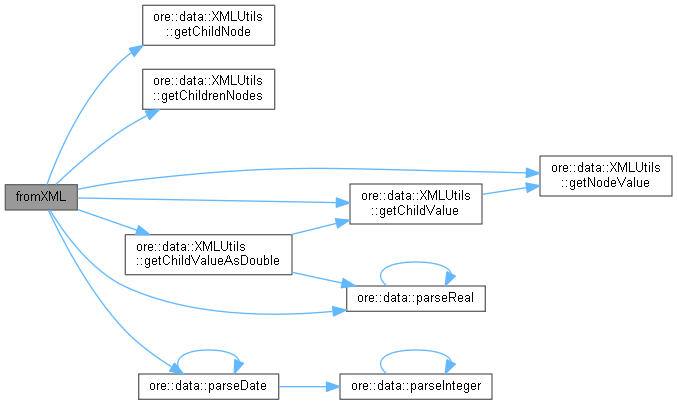 ore::data::XMLUtils
::getChildNode
ore::data::XMLUtils
::getChildrenNodes
ore::data::XMLUtils
::getNodeValue
fromXML
ore::data::XMLUtils
::getChildValue
ore::data::XMLUtils
::getChildValueAsDouble
ore::data::parseReal
ore::data::parseDate
ore::data::parseInteger